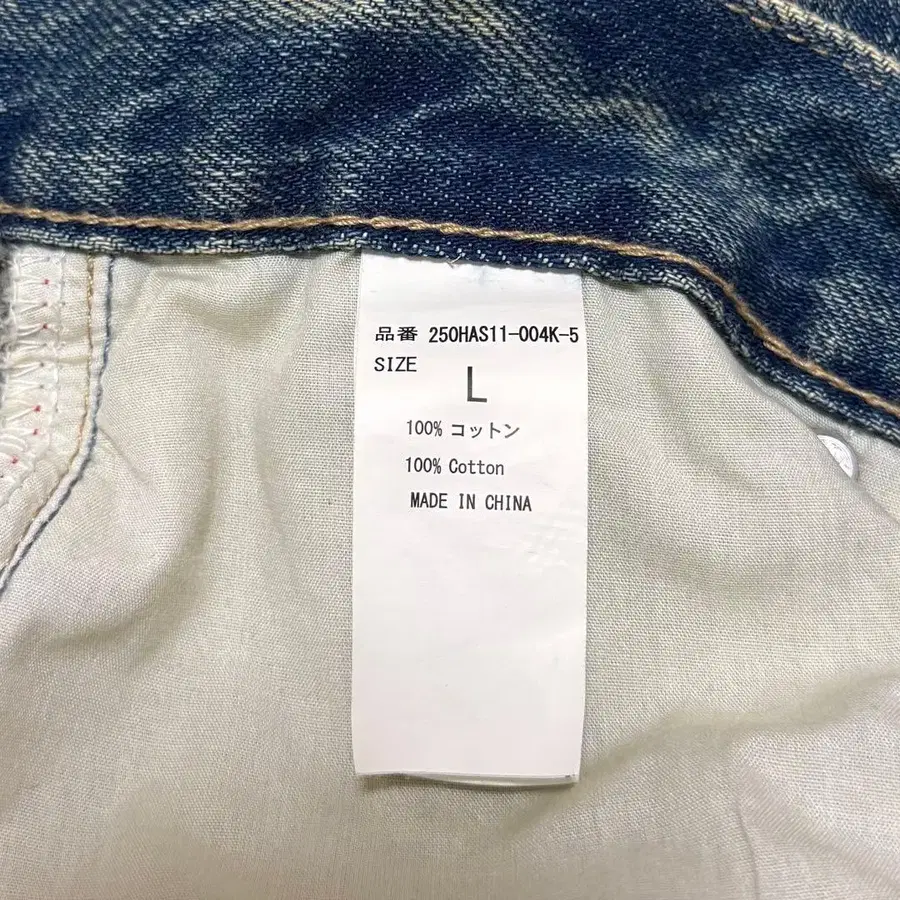 品番 250HAS11-004K-5
SIZE
L
100% コットン
100% Cotton
MADE IN CHINA